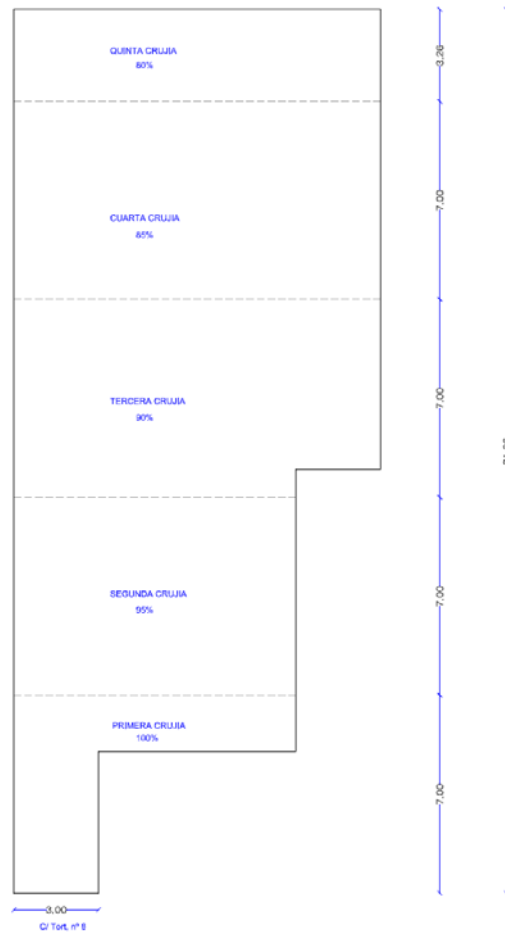 QUINTA CRUJIA
80%
3.20
CUARTA CRUJIA
85%
7.00
TERCERA CRUJIA
90%
7.00
SEGUNDA CRUJIA
95%
7.00
PRIMERA CRUJIA
100%
7.00
3.00
C/ Tort, nº 8